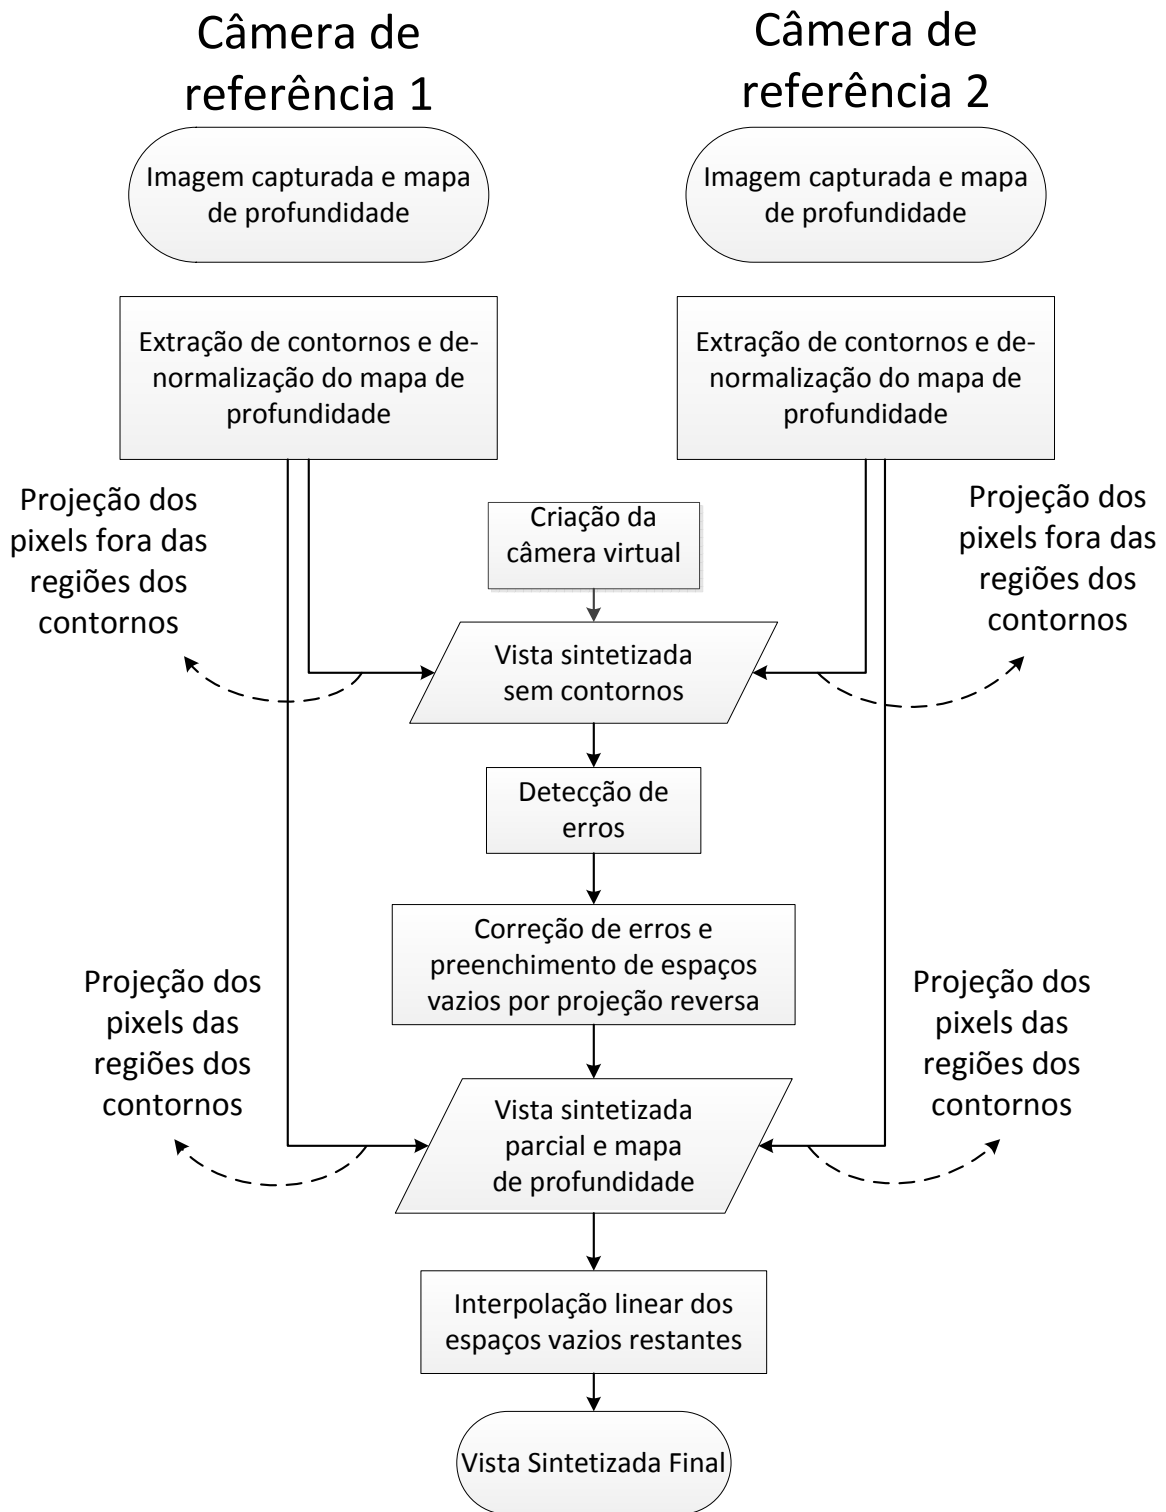 Câmera de
referência 1
Câmera de
referência 2
Imagem capturada e mapa
de profundidade
Imagem capturada e mapa
de profundidade
Extração de contornos e de-
normalização do mapa de
profundidade
Extração de contornos e de-
normalização do mapa de
profundidade
Projeção dos
pixels fora das
regiões dos
contornos
Criação da
câmera virtual
Projeção dos
pixels fora das
regiões dos
contornos
Vista sintetizada
sem contornos
Detecção de
erros
Correção de erros e
preenchimento de espaços
vazios por projeção reversa
Projeção dos
pixels das
regiões dos
contornos
Projeção dos
pixels das
regiões dos
contornos
Vista sintetizada
parcial e mapa
de profundidade
Interpolação linear dos
espaços vazios restantes
Vista Sintetizada Final